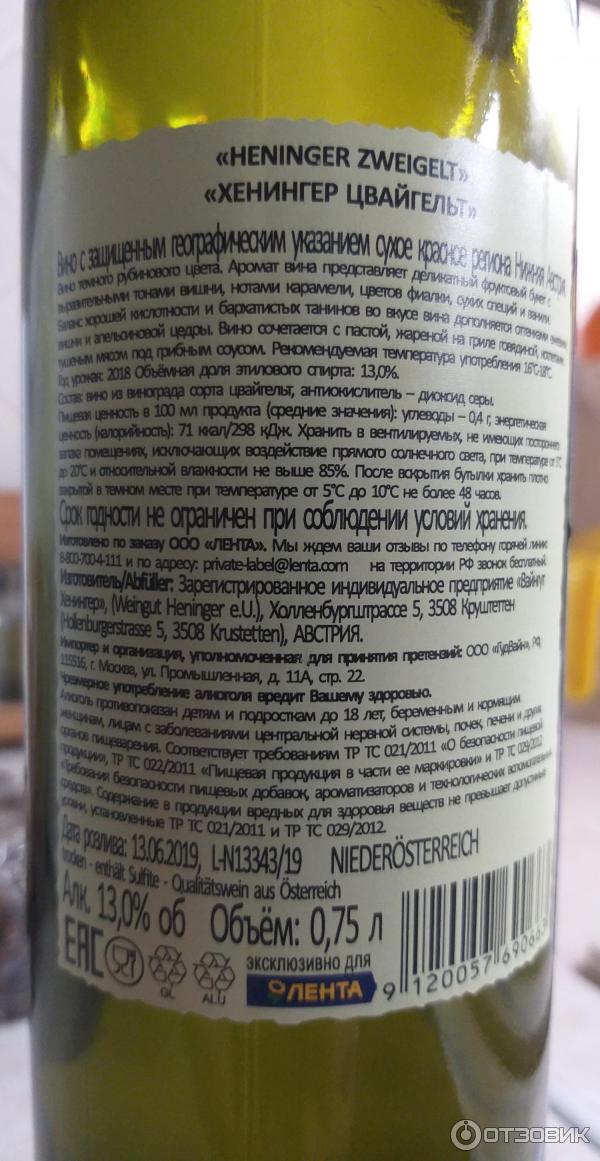 «HENINGER ZWEIGELT»
«ХЕНИНГЕР ЦВАЙГЕЛЬТ»
Вино с защищенным географическим указанием сухое красное региона Нижняя Австрия
Вино темного рубинового цвета. Аромат вина представляет деликатный фруктовый букет с
выразительными тонами вишни, нотами карамели, цветов фиалки, сухих специй и ванили.
Баланс хорошей кислотности и бархатистых танинов во вкусе вина дополняется оттенками
вишни и апельсиновой цедры. Вино сочетается с пастой, жареной на гриле говядиной, котлетами,
тушеным мясом под грибным соусом. Рекомендуемая температура употребления 16°C-18°C.
Год урожая: 2018 Объёмная доля этилового спирта: 13,0%.
Состав: вино из винограда сорта цвайгельт, антиокислитель – диоксид серы.
Пищевая ценность в 100 мл продукта (средние значения): углеводы – 0,4 г, энергетическая
ценность (калорийность): 71 ккал/298 кДж. Хранить в вентилируемых, не имеющих постороннего
запаха помещениях, исключающих воздействие прямого солнечного света, при температуре от 5°C
до 20°C и относительной влажности не выше 85%. После вскрытия бутылки хранить плотно
закрытой в темном месте при температуре от 5°C до 10°C не более 48 часов.
Срок годности не ограничен при соблюдении условий хранения.
Изготовлено по заказу ООО «ЛЕНТА». Мы ждем ваши отзывы по телефону горячей линии:
8-800-700-4-111 и по адресу: private-label@lenta.com на территории РФ звонок бесплатный.
Изготовитель/Abfüller: Зарегистрированное индивидуальное предприятие «Вайнгут
Хенингер», (Weingut Heninger e.U.), Холленбургштрассе 5, 3508 Круштеттен
(Hollenburgerstrasse 5, 3508 Krustetten), АВСТРИЯ.
Импортер и организация, уполномоченная для принятия претензий: ООО «ГудВайн», РФ,
115516, г. Москва, ул. Промышленная, д. 11А, стр. 22.
Чрезмерное употребление алкоголя вредит Вашему здоровью.
Алкоголь противопоказан детям и подросткам до 18 лет, беременным и кормящим
женщинам, лицам с заболеваниями центральной нервной системы, почек, печени и других
органов пищеварения. Соответствует требованиям ТР ТС 021/2011 «О безопасности пищевой
продукции», ТР ТС 022/2011 «Пищевая продукция в части ее маркировки» и ТР ТС 029/2012
«Требования безопасности пищевых добавок, ароматизаторов и технологических вспомогательных
средств». Содержание в продукции вредных для здоровья веществ не превышает допустимые
уровни, установленные ТР ТС 021/2011 и ТР ТС 029/2012.
Дата розлива: 13.06.2019, L-N13343/19 NIEDERÖSTERREICH
trocken - enthält Sulfite - Qualitätswein aus Österreich
Алк. 13,0% об Объём: 0,75 л
EAC GL ALU
эксклюзивно для
ЛЕНТА
9 120057 69066
ОТЗОВИК